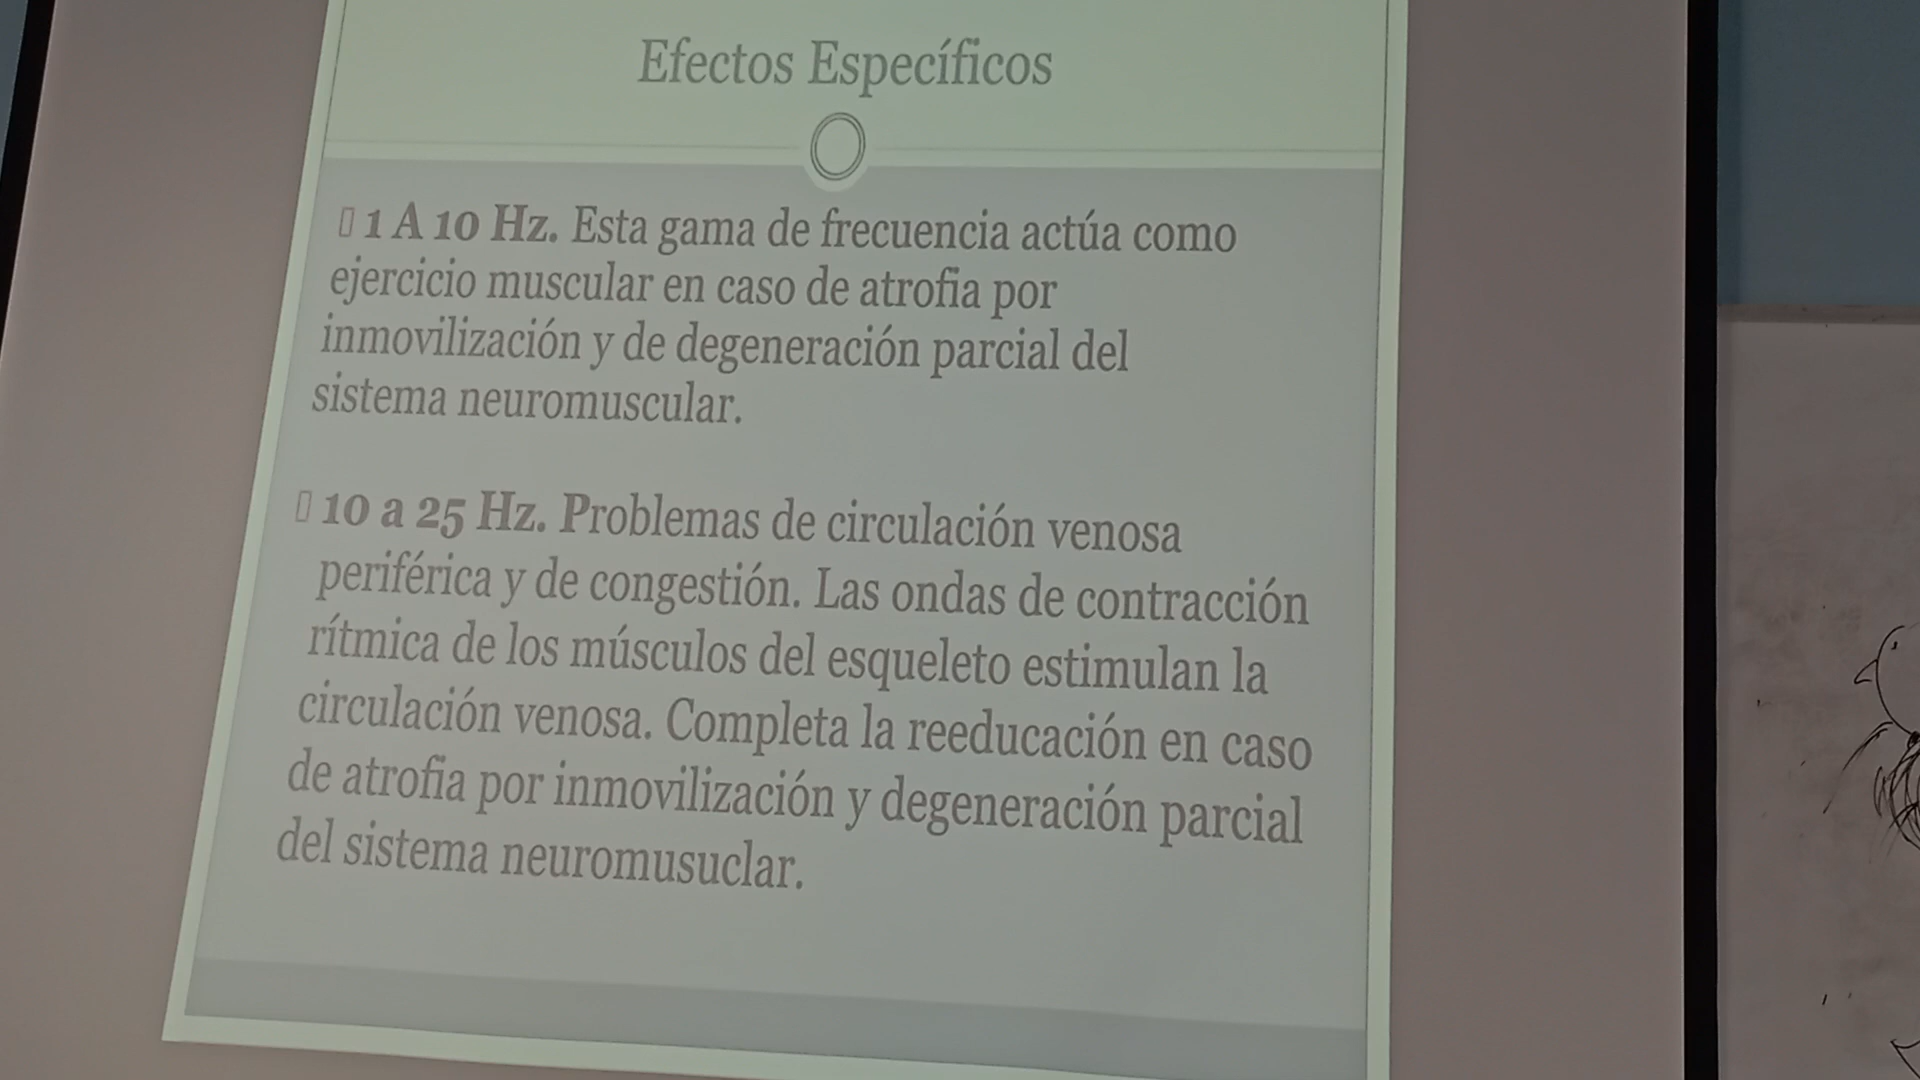 Efectos Específicos
▯ 1 A 10 Hz. Esta gama de frecuencia actúa como
ejercicio muscular en caso de atrofia por
inmovilización y de degeneración parcial del
sistema neuromuscular.
▯ 10 a 25 Hz. Problemas de circulación venosa
periférica y de congestión. Las ondas de contracción
rítmica de los músculos del esqueleto estimulan la
circulación venosa. Completa la reeducación en caso
de atrofia por inmovilización y degeneración parcial
del sistema neuromusuclar.